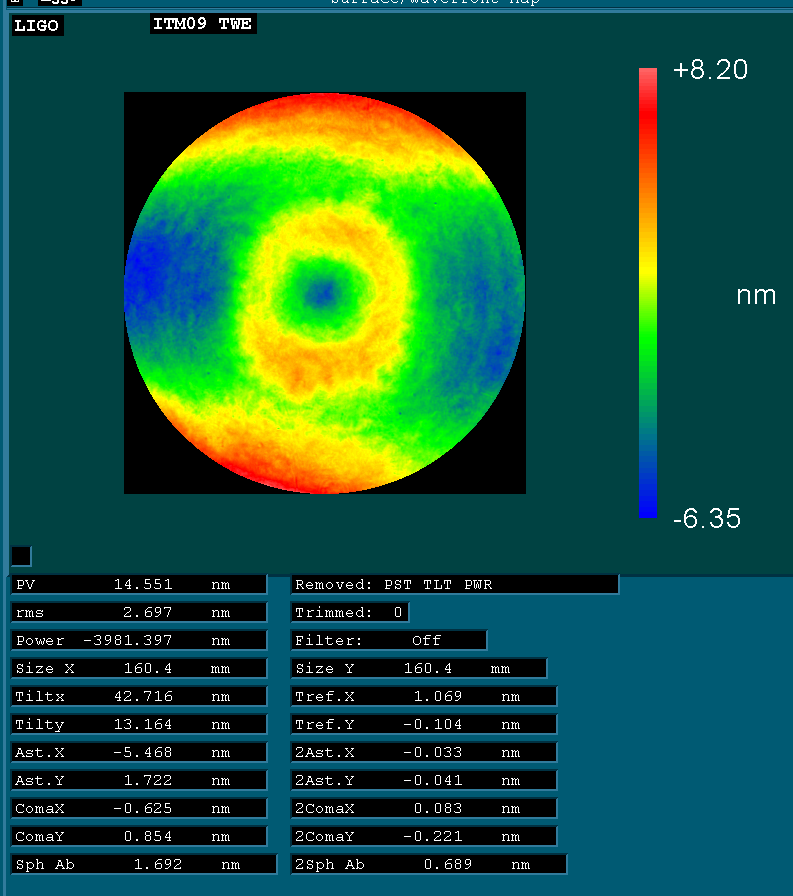 surface/wavefront map
LIGO
ITM09 TWE
+8.20
nm
-6.35
PV 14.551 nm
Removed: PST TLT PWR
rms 2.697 nm
Trimmed: 0
Power -3981.397 nm
Filter: Off
Size X 160.4 mm
Size Y 160.4 mm
Tiltx 42.716 nm
Tref.X 1.069 nm
Tilty 13.164 nm
Tref.Y -0.104 nm
Ast.X -5.468 nm
2Ast.X -0.033 nm
Ast.Y 1.722 nm
2Ast.Y -0.041 nm
ComaX -0.625 nm
2ComaX 0.083 nm
ComaY 0.854 nm
2ComaY -0.221 nm
Sph Ab 1.692 nm
2Sph Ab 0.689 nm